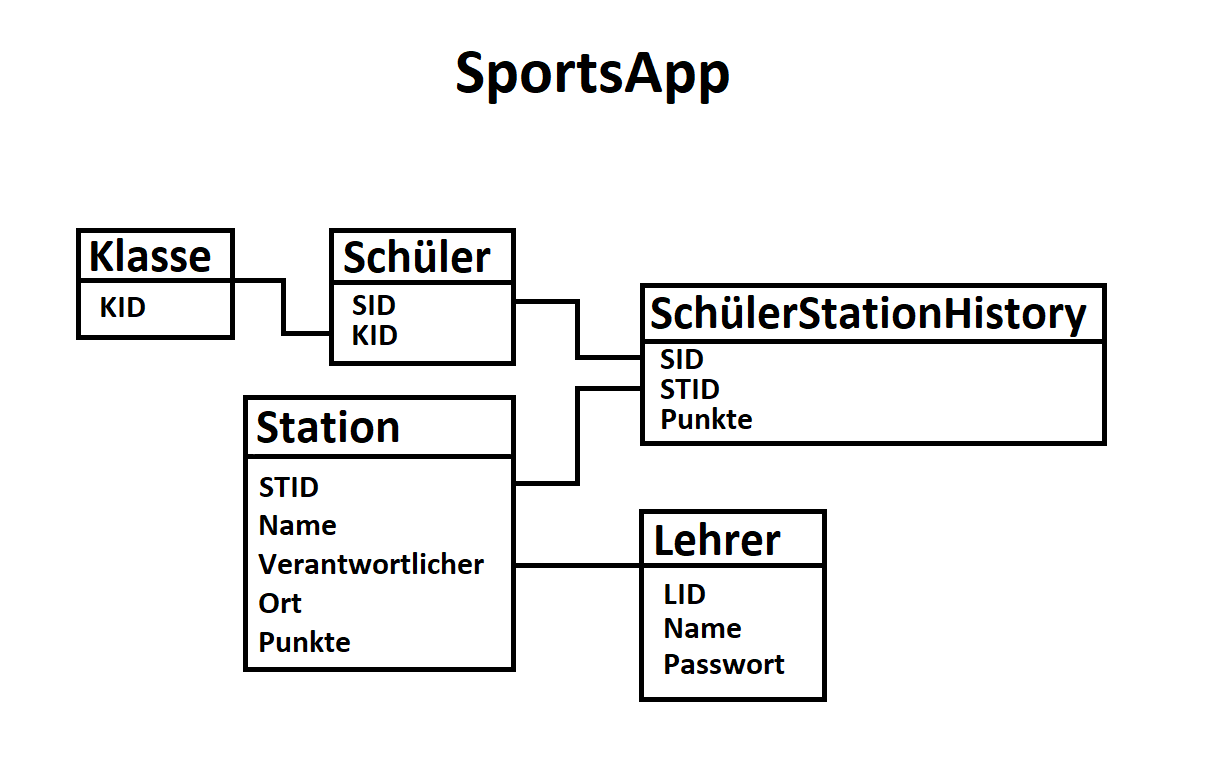 SportsApp
Klasse
KID
Schüler
SID
KID
SchülerStationHistory
SID
STID
Punkte
Station
STID
Name
Verantwortlicher
Ort
Punkte
Lehrer
LID
Name
Passwort